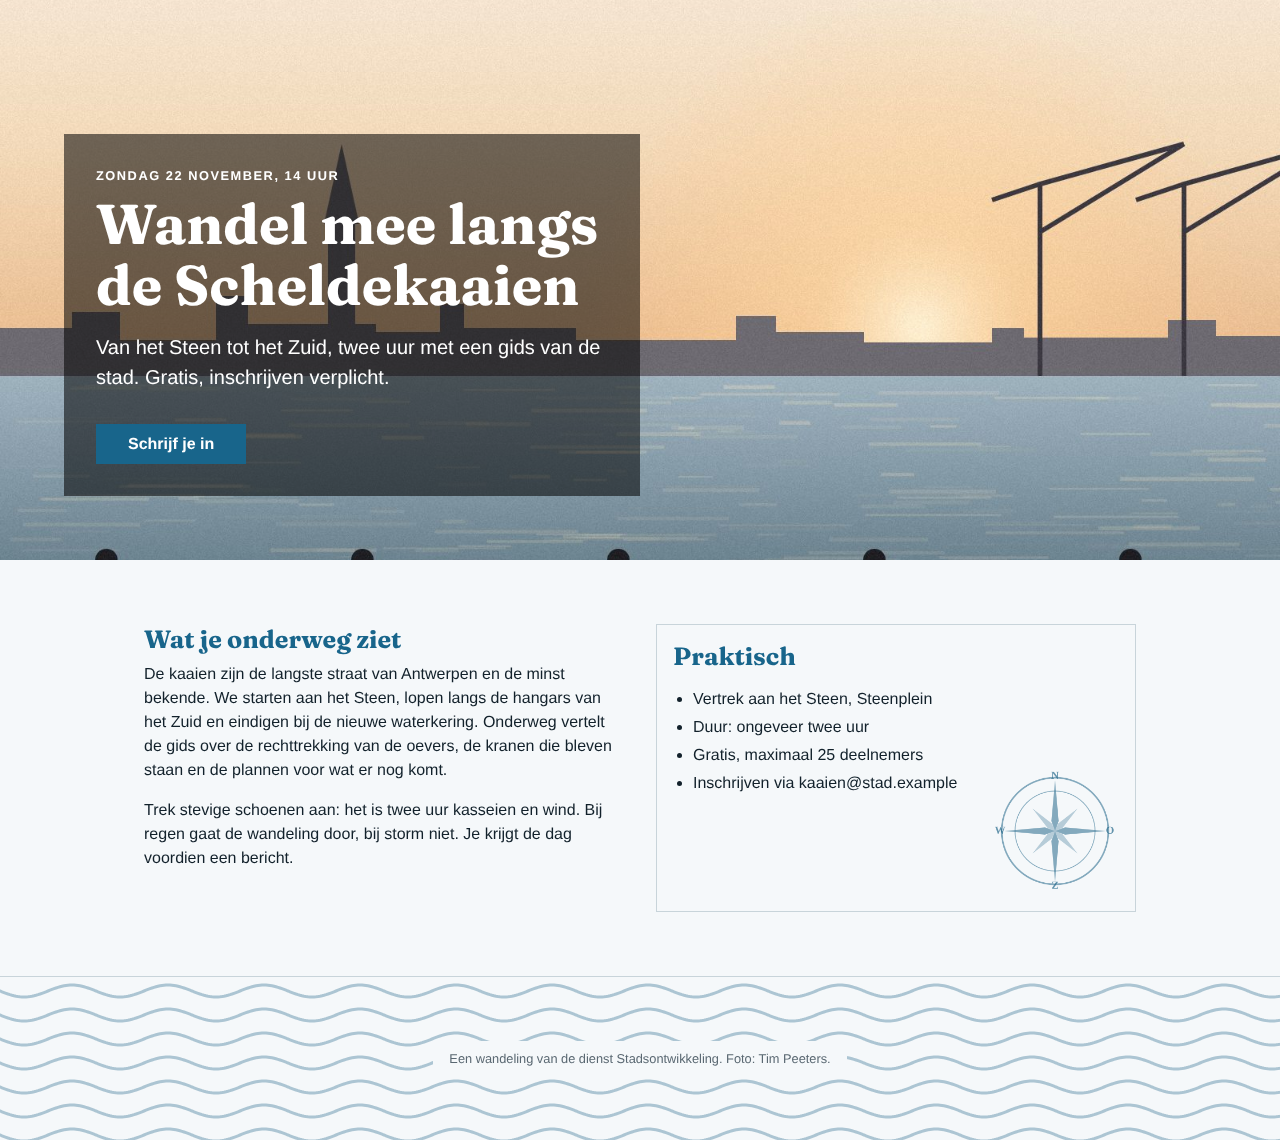 ZONDAG 22 NOVEMBER, 14 UUR
Wandel mee langs
de Scheldekaaien
Van het Steen tot het Zuid, twee uur met een gids van de
stad. Gratis, inschrijven verplicht.
Schrijf je in
Wat je onderweg ziet
De kaaien zijn de langste straat van Antwerpen en de minst
bekende. We starten aan het Steen, lopen langs de hangars van
het Zuid en eindigen bij de nieuwe waterkering. Onderweg vertelt
de gids over de rechttrekking van de oevers, de kranen die bleven
staan en de plannen voor wat er nog komt.
Trek stevige schoenen aan: het is twee uur kasseien en wind. Bij
regen gaat de wandeling door, bij storm niet. Je krijgt de dag
voordien een bericht.
Praktisch
• Vertrek aan het Steen, Steenplein
• Duur: ongeveer twee uur
• Gratis, maximaal 25 deelnemers
• Inschrijven via kaaien@stad.example
N
W
O
Z
Een wandeling van de dienst Stadsontwikkeling. Foto: Tim Peeters.